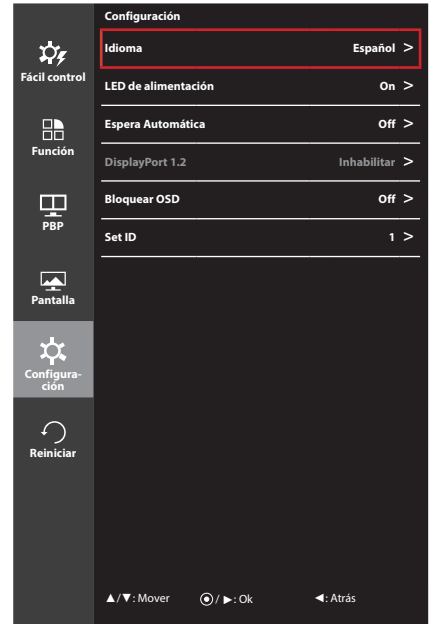 Configuración
Idioma Español >
LED de alimentación On >
Espera Automática Off >
DisplayPort 1.2 Inhabilitar >
Bloquear OSD Off >
Set ID 1 >
Fácil control
Función
PBP
Pantalla
Configura-
ción
Reiniciar
▲/▼: Mover ⦿/ ►: Ok ◄: Atrás